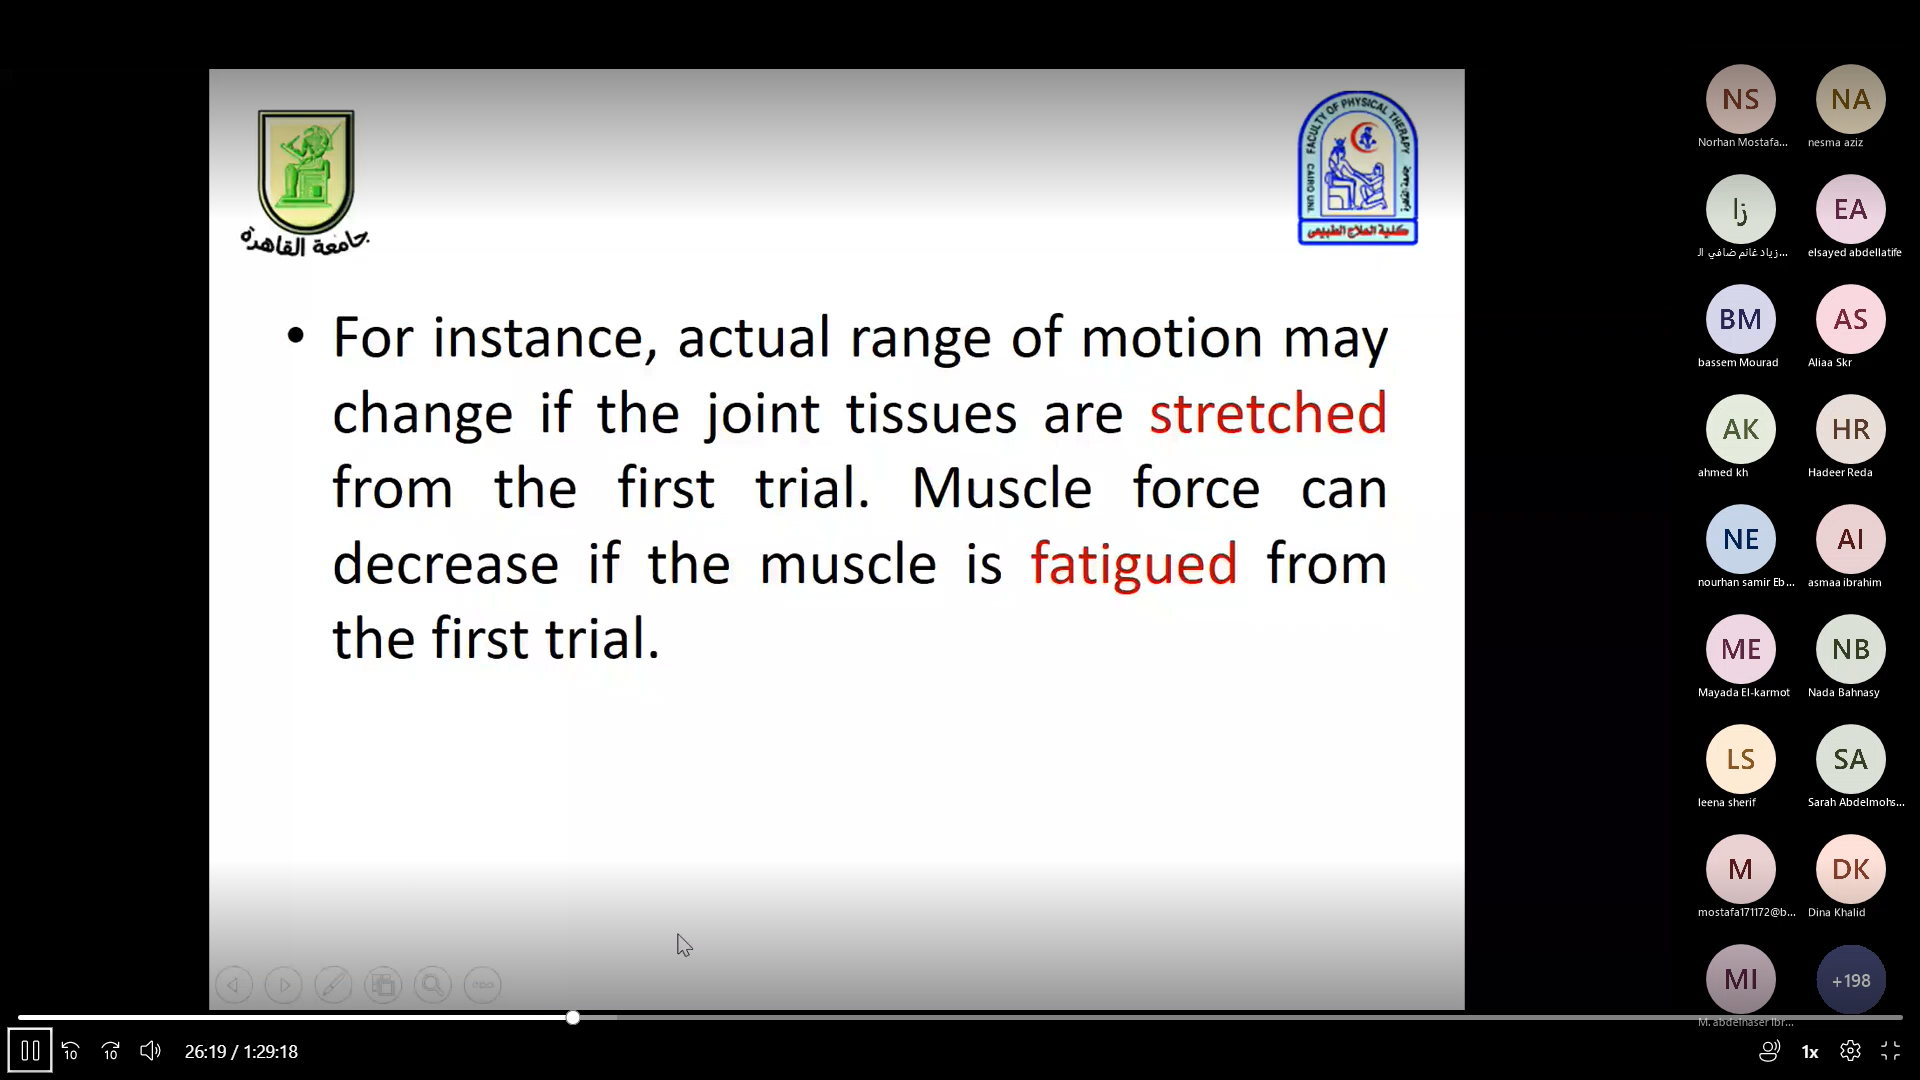 FACULTY OF PHYSICAL THERAPY
CAIRO UNI.
جامعة القاهرة
كلية العلاج الطبيعى
جامعة القاهرة
• For instance, actual range of motion may
change if the joint tissues are stretched
from the first trial. Muscle force can
decrease if the muscle is fatigued from
the first trial.
NS NA
Norhan Mostafa... nesma aziz
زا EA
زياد غانم ضافي ال... elsayed abdellatife
BM AS
bassem Mourad Aliaa Skr
AK HR
ahmed kh Hadeer Reda
NE AI
nourhan samir Eb... asmaa ibrahim
ME NB
Mayada El-karmot Nada Bahnasy
LS SA
leena sherif Sarah Abdelmohs...
M DK
mostafa171172@b... Dina Khalid
MI +198
M. abdelnaser Ibr...
10 10 26:19 / 1:29:18 1x